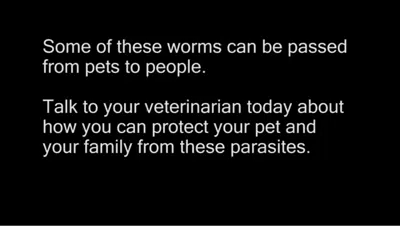 Some of these worms can be passed
from pets to people.
Talk to your veterinarian today about
how you can protect your pet and
your family from these parasites.